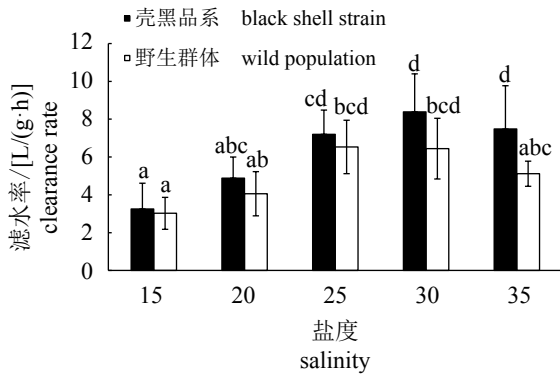 壳黑品系 black shell strain
野生群体 wild population
滤水率/[L/(g·h)]
clearance rate
12
10
8
6
4
2
0
a a abc ab cd bcd d bcd d abc
15 20 25 30 35
盐度
salinity